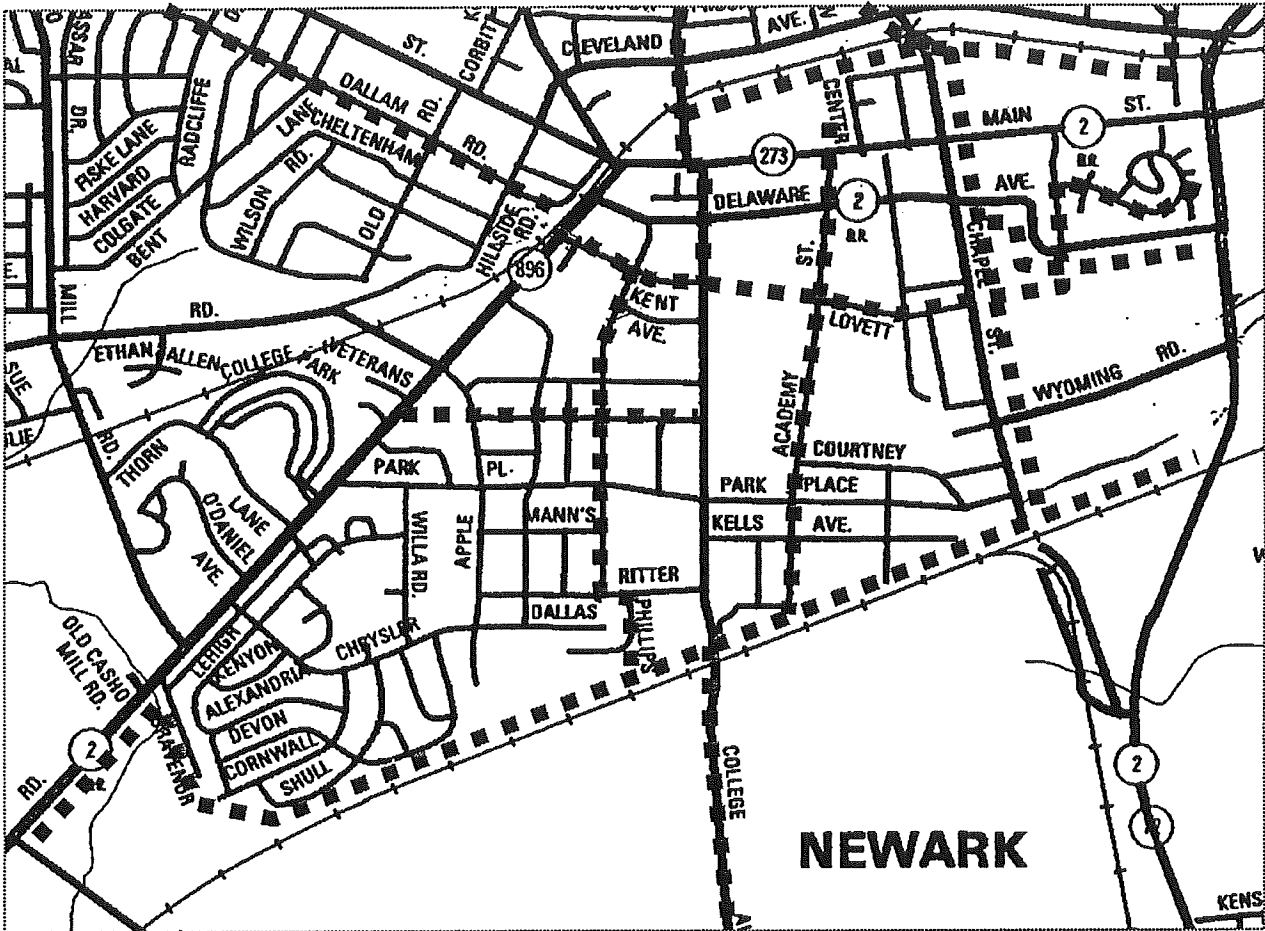 ST.
CORBIT
CLEVELAND
AVE.
DR.
RADCLIFFE
DALLAM
RD.
RD.
LANE
CHELTENHAM
CENTER
MAIN
ST.
2
B.R.
273
FISKE LANE
HARVARD
COLGATE
BENT
WILSON
RD.
OLD
HILLSIDE
RD.
DELAWARE
AVE.
2
B.R.
ST.
CHAPEL
ST.
896
MILL
RD.
RD.
KENT
AVE.
LOVETT
ETHAN
ALLEN
COLLEGE
PARK
VETERANS
SUE
WYOMING
RD.
ACADEMY
COURTNEY
THORN
LANE
PARK
PL.
PARK
PLACE
O'DANIEL
AVE.
WILLA RD.
APPLE
MANN'S
KELLS
AVE.
RITTER
DALLAS
PHILLIPS
OLD CASHO
MILL RD.
LEHIGH
KENYON
CHRYSLER
ALEXANDRIA
DEVON
CORNWALL
SHULL
BRAVENOR
2
B.R.
RD.
COLLEGE
2
NEWARK
KENS